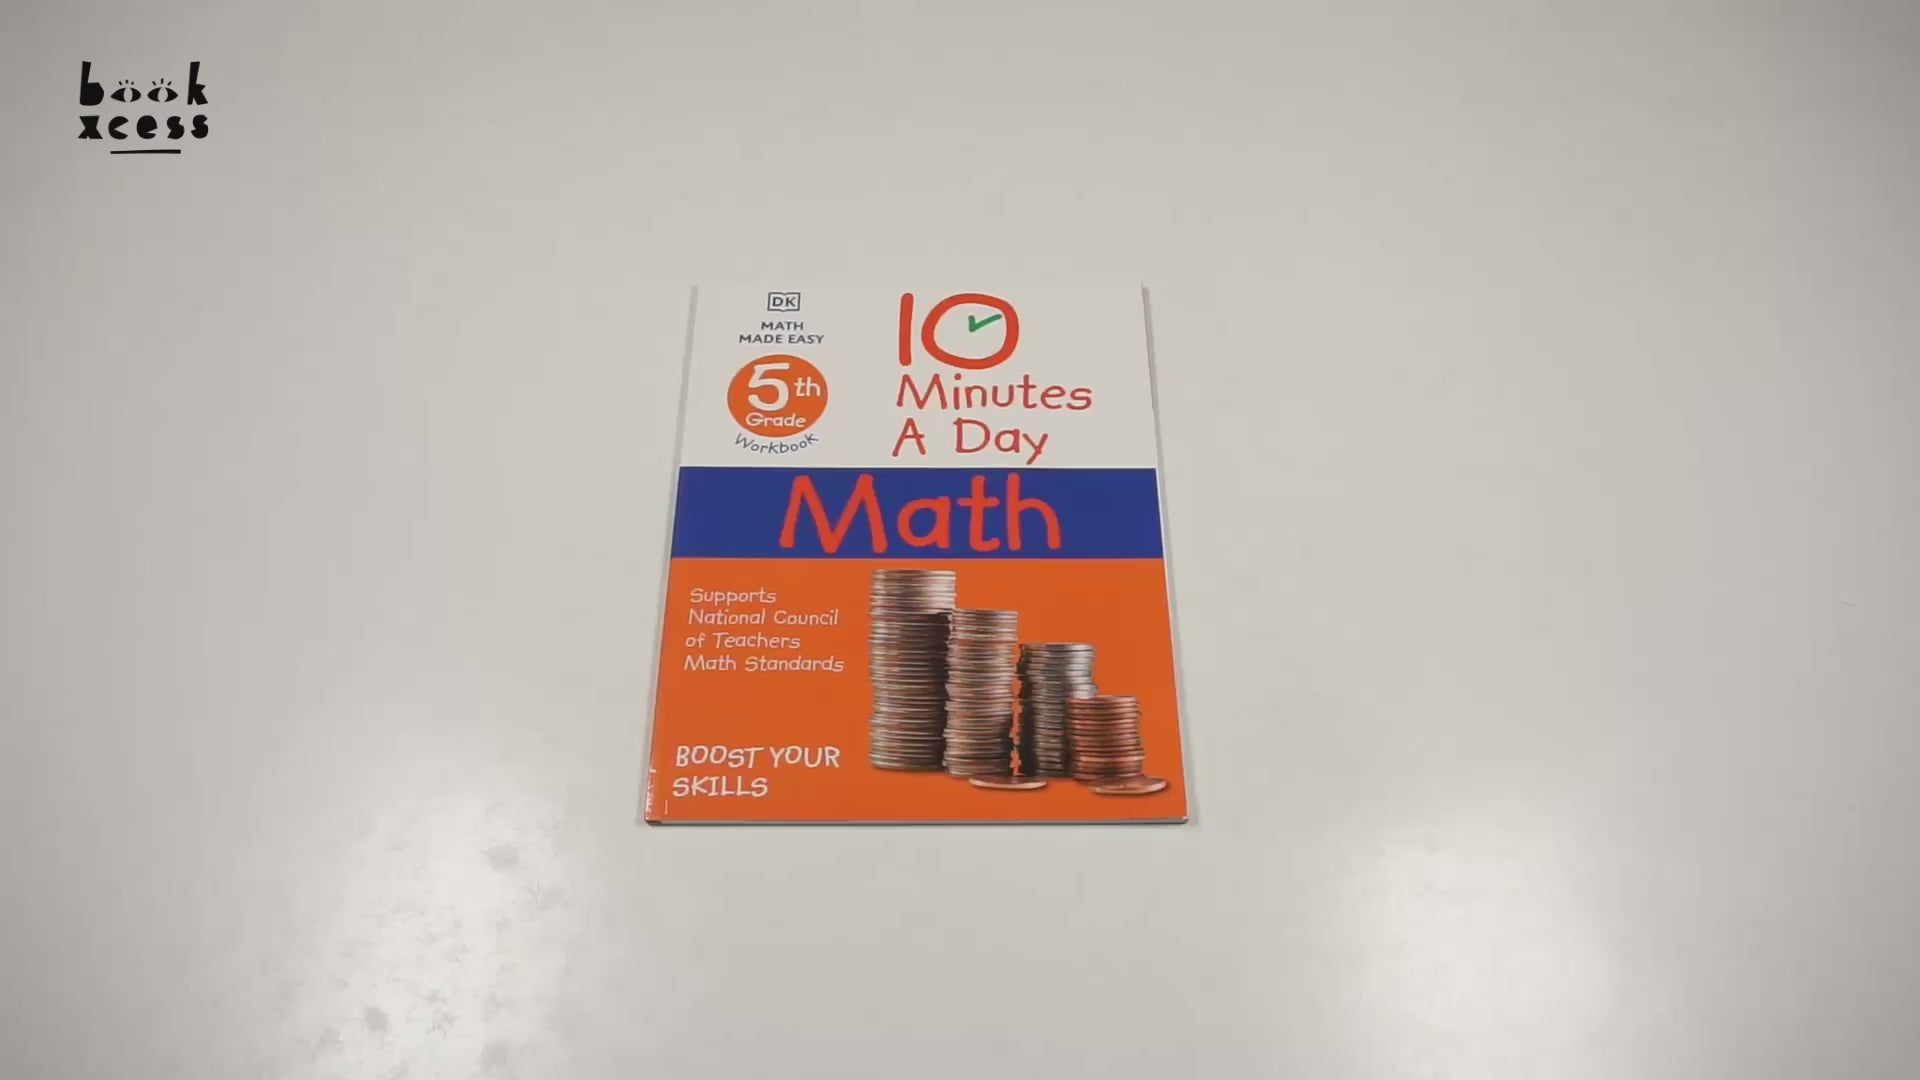 book
xcess
DK
MATH
MADE EASY
5th
Grade
Workbook
10
Minutes
A Day
Math
Supports
National Council
of Teachers
Math Standards
BOOST YOUR
SKILLS